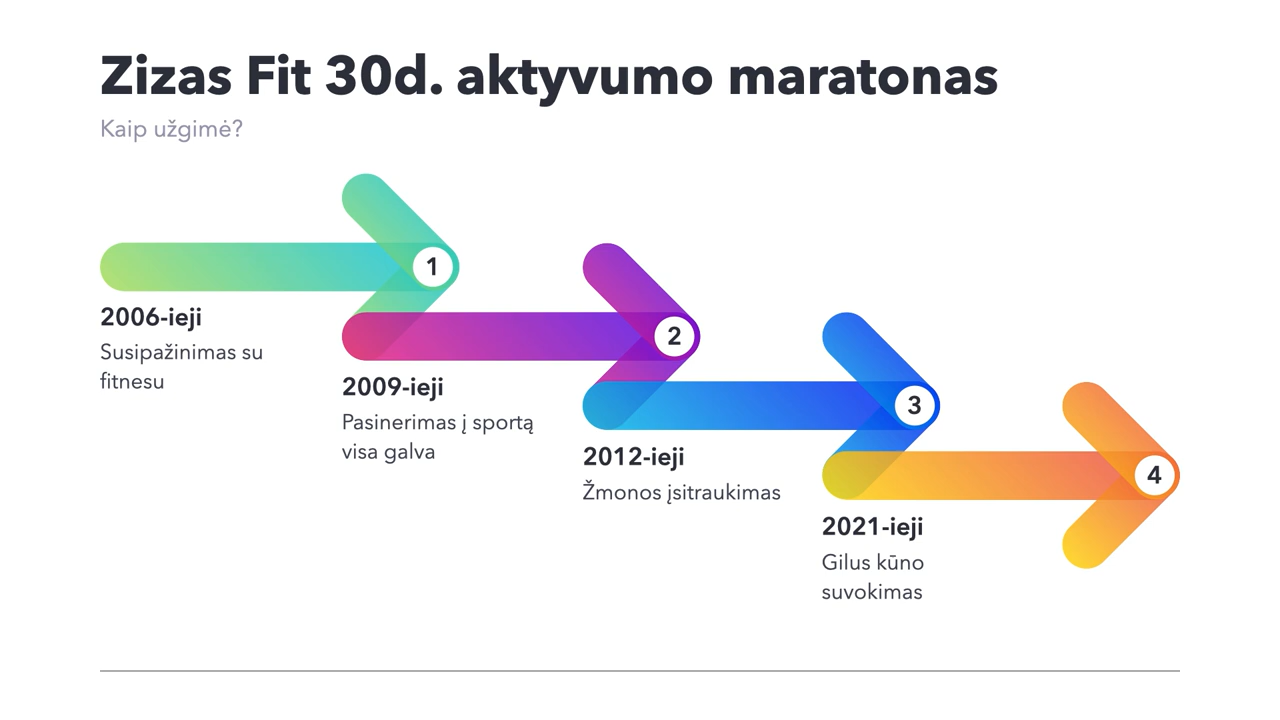 Zizas Fit 30d. aktyvumo maratonas
Kaip užgimė?
1
2006-ieji
Susipažinimas su
fitnesu
2
2009-ieji
Pasinerimas į sportą
visa galva
3
2012-ieji
Žmonos įsitraukimas
4
2021-ieji
Gilus kūno
suvokimas